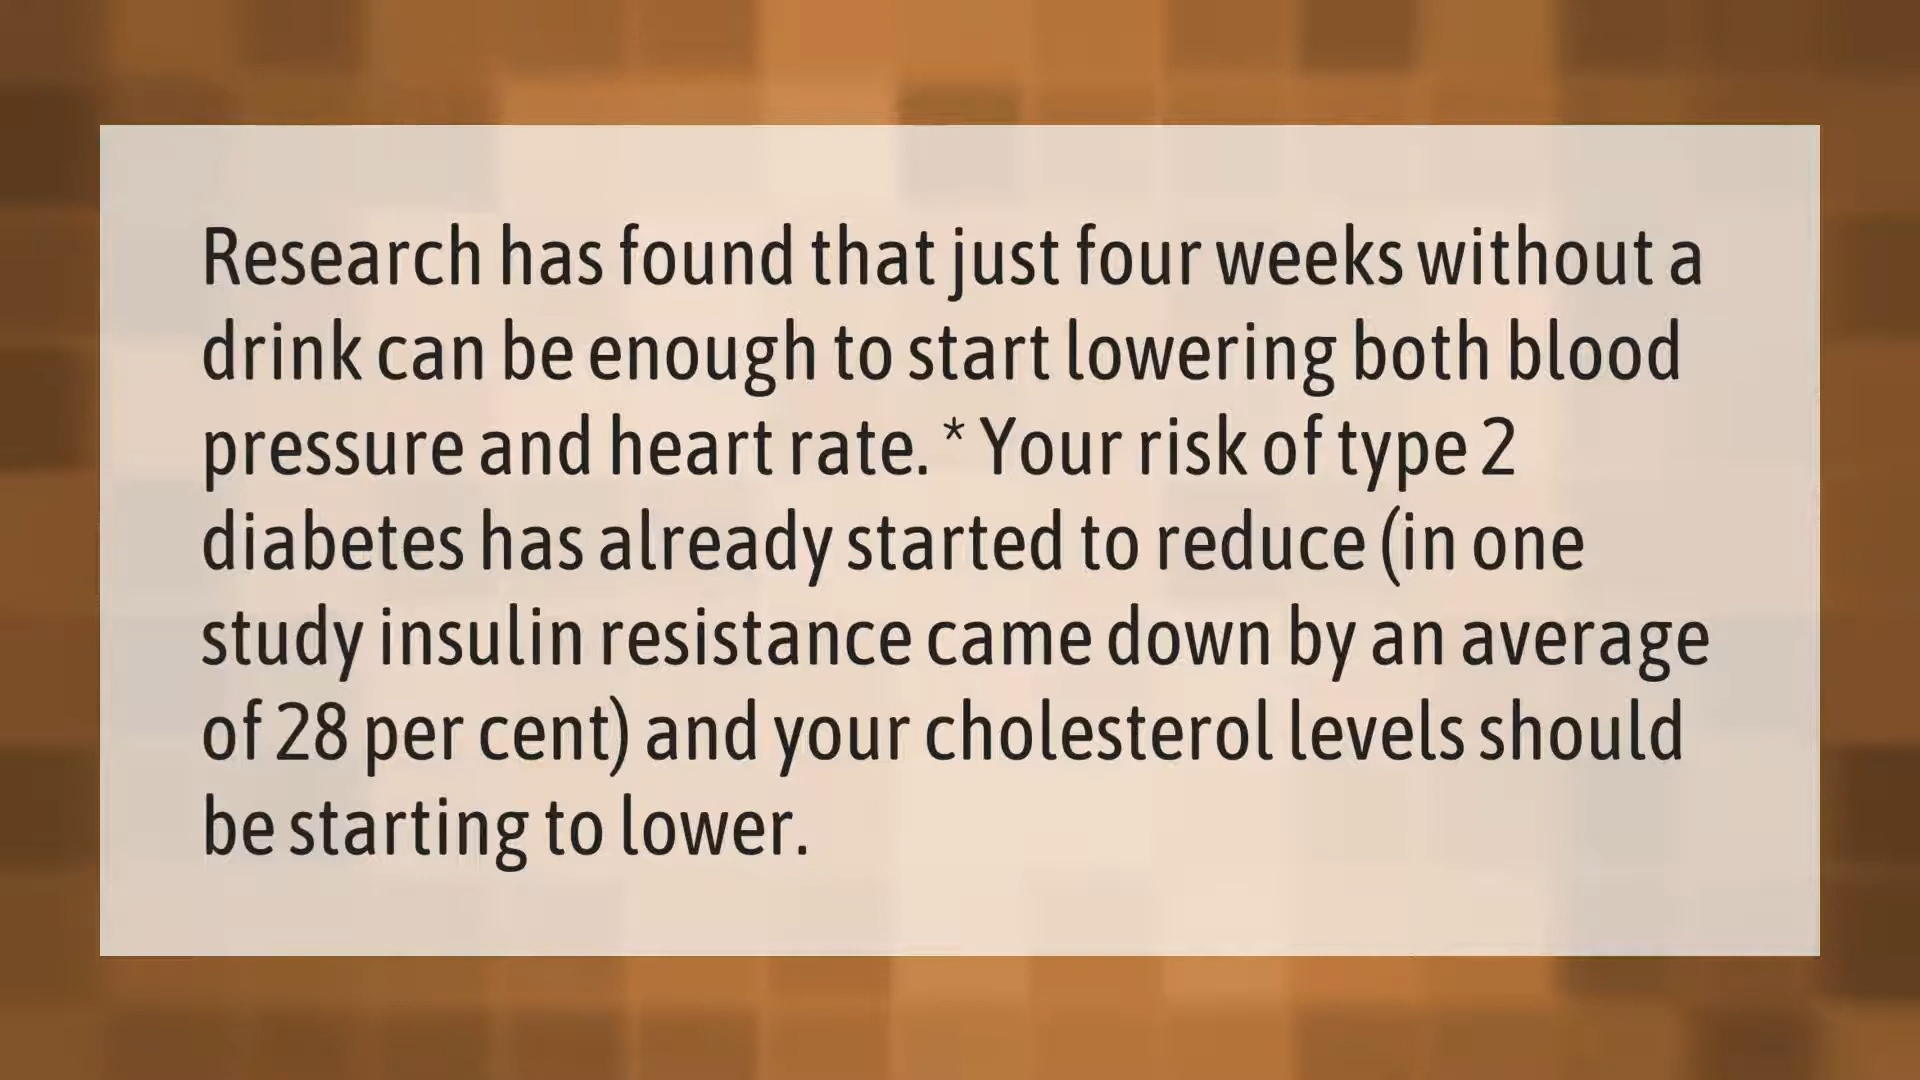 Research has found that just four weeks without a
drink can be enough to start lowering both blood
pressure and heart rate. * Your risk of type 2
diabetes has already started to reduce (in one
study insulin resistance came down by an average
of 28 per cent) and your cholesterol levels should
be starting to lower.